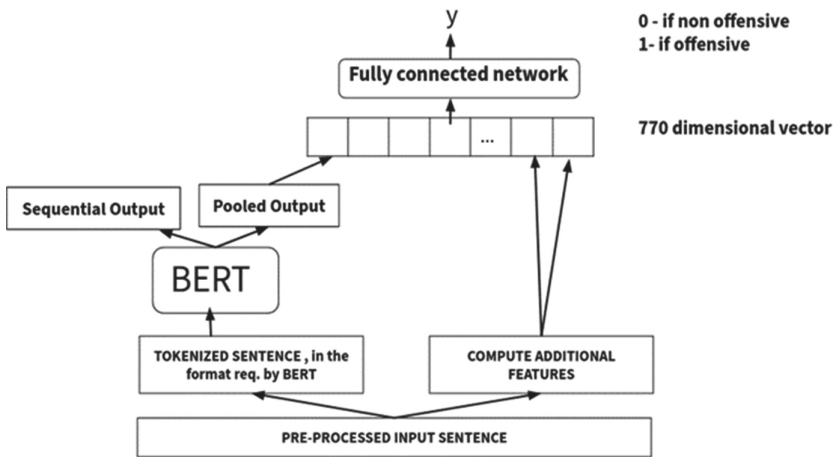 y
0 - if non offensive
1- if offensive
Fully connected network
...
770 dimensional vector
Sequential Output
Pooled Output
BERT
TOKENIZED SENTENCE , in the
format req. by BERT
COMPUTE ADDITIONAL
FEATURES
PRE-PROCESSED INPUT SENTENCE